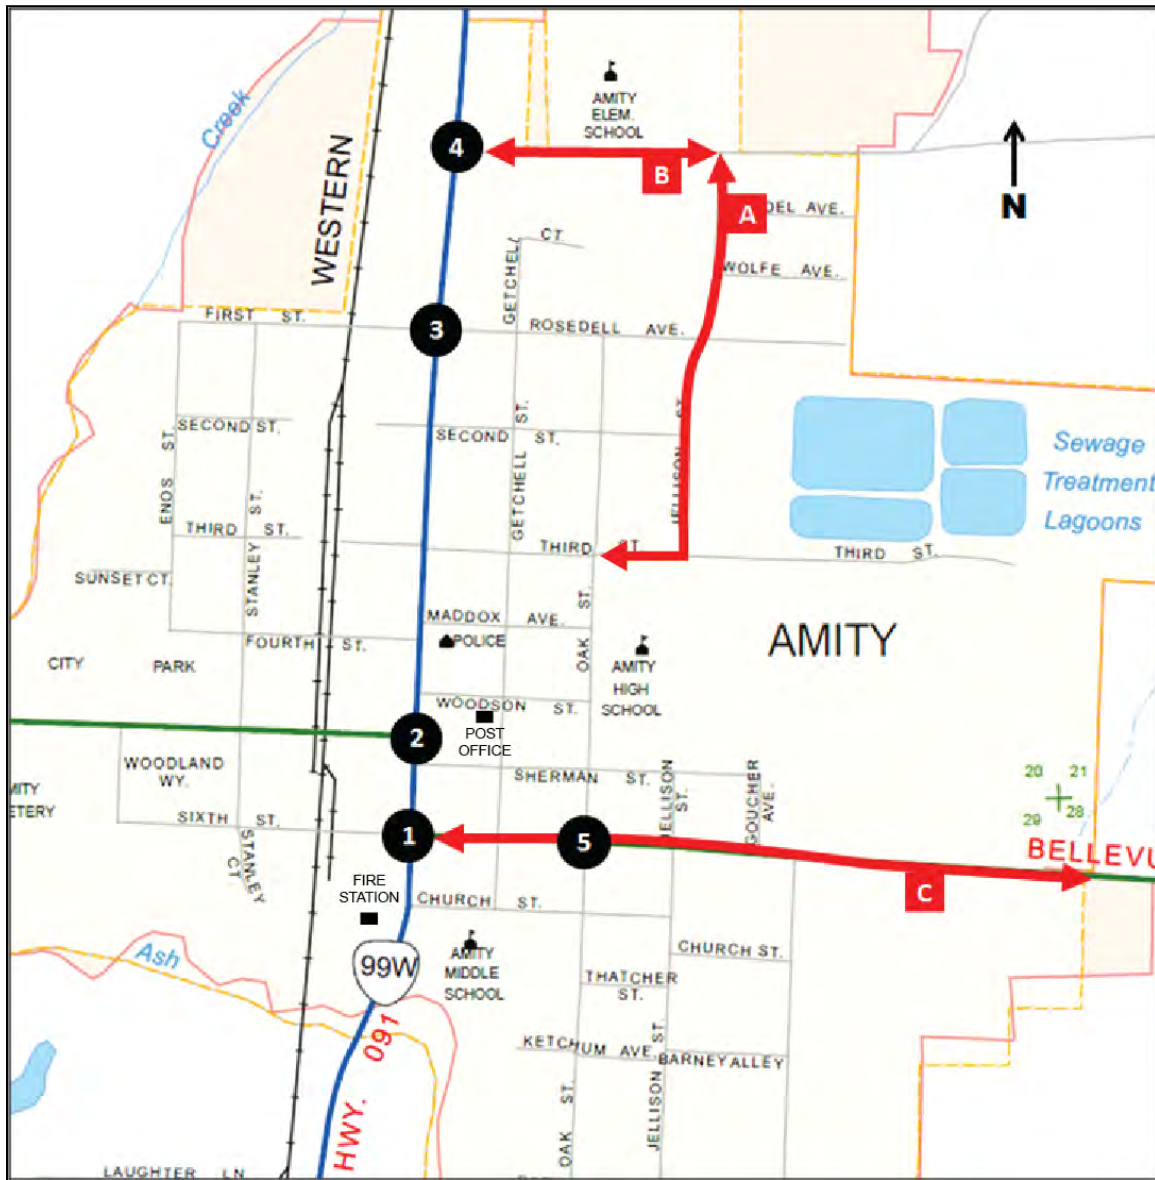 Creek
WESTERN
AMITY
ELEM.
SCHOOL
4
B
A
DEL AVE.
N
GETCHELL
CT.
WOLFE AVE.
FIRST ST.
3
ROSEDELL AVE.
SECOND ST.
SECOND ST.
GETCHELL ST.
JELLISON ST.
ENOS ST.
STANLEY ST.
Sewage
Treatment
Lagoons
THIRD ST.
THIRD ST.
THIRD ST.
SUNSET CT.
MADDOX AVE.
OAK ST.
FOURTH ST.
POLICE
AMITY
CITY PARK
AMITY
HIGH
SCHOOL
WOODSON ST.
2
POST
OFFICE
WOODLAND
WY.
SHERMAN ST.
JELLISON
ST.
GOUCHER
AVE.
20 21
29 28
MITY
ETERY
SIXTH ST.
1
5
BELLEVU
STANLEY
CT
FIRE
STATION
C
CHURCH ST.
Ash
99W
AMITY
MIDDLE
SCHOOL
CHURCH ST.
THATCHER
ST.
HWY. 091
KETCHUM AVE.
BARNEY ALLEY
OAK ST.
JELLISON ST.
LAUGHTER LN